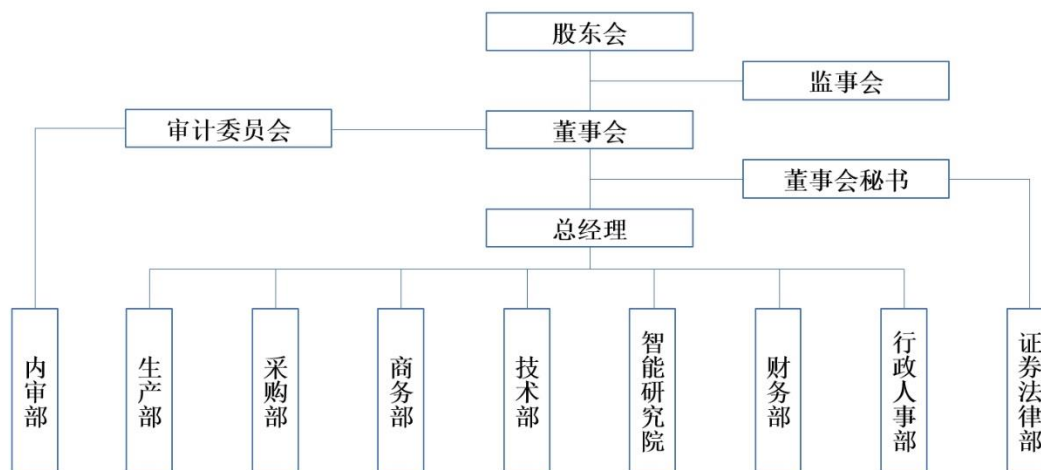 股东会
监事会
审计委员会
董事会
董事会秘书
总经理
内审部
生产部
采购部
商务部
技术部
智能研究院
财务部
行政人事部
证券法律部